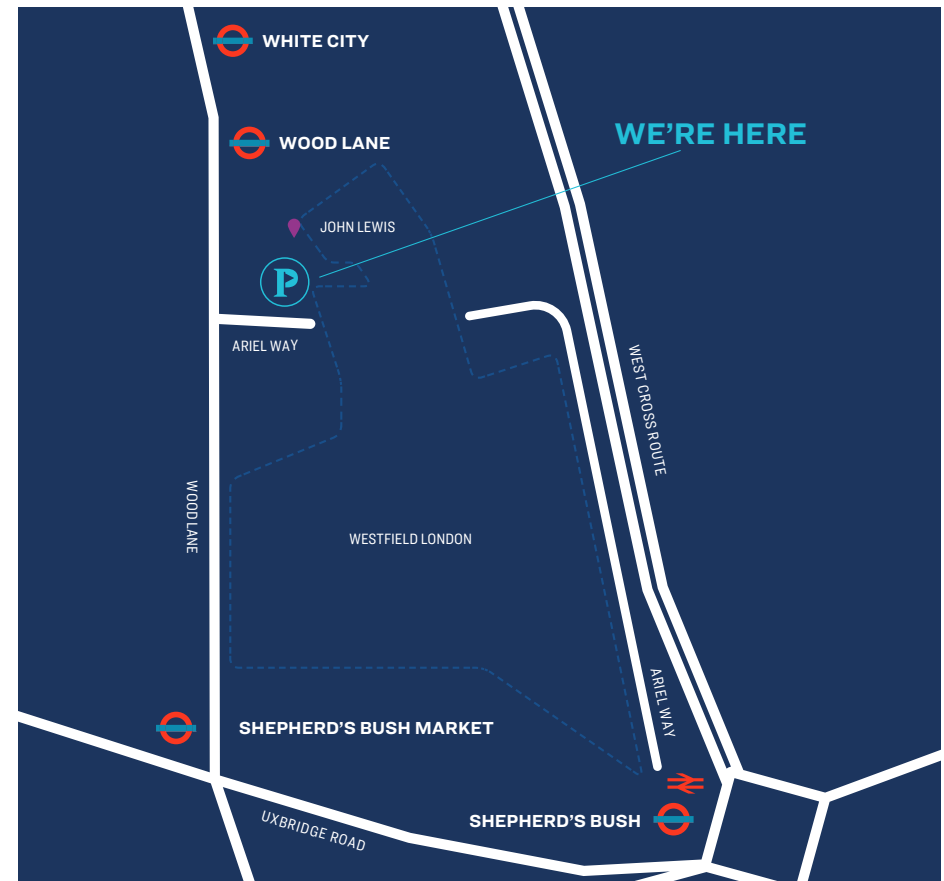 WHITE CITY
WOOD LANE
WE'RE HERE
JOHN LEWIS
P
ARIEL WAY
WEST CROSS ROUTE
WOOD LANE
WESTFIELD LONDON
ARIEL WAY
SHEPHERD'S BUSH MARKET
UXBRIDGE ROAD
SHEPHERD'S BUSH